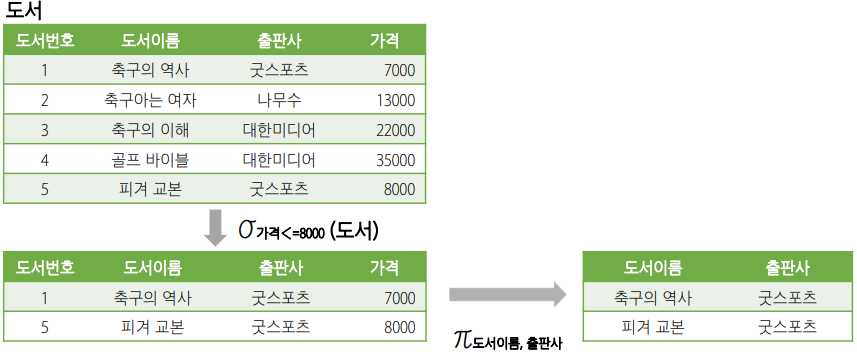 도서
도서번호 도서이름 출판사 가격
1 축구의 역사 굿스포츠 7000
2 축구아는 여자 나무수 13000
3 축구의 이해 대한미디어 22000
4 골프 바이블 대한미디어 35000
5 피겨 교본 굿스포츠 8000
σ 가격<=8000 (도서)
도서번호 도서이름 출판사 가격
1 축구의 역사 굿스포츠 7000
5 피겨 교본 굿스포츠 8000
π 도서이름, 출판사
도서이름 출판사
축구의 역사 굿스포츠
피겨 교본 굿스포츠